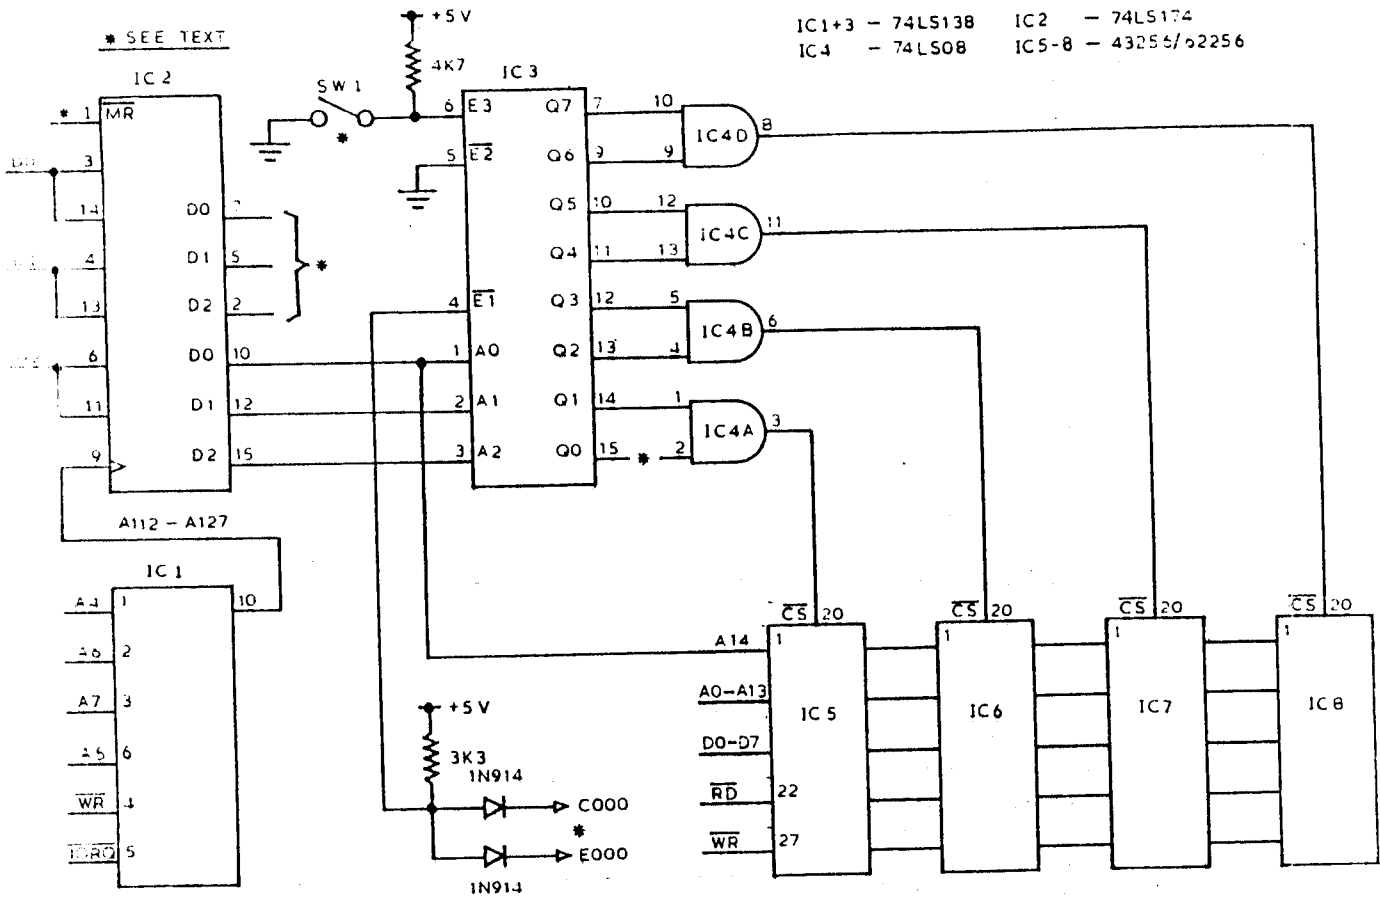 * SEE TEXT
IC1+3 – 74LS138 IC2 – 74LS174
IC4 – 74LS08 IC5-8 – 43256/62256
+5V
4K7
SW1
*
IC2
* 1 MR
D0 3
14
4
13
6
11
9
D0 7
D1 5
D2 2
*
D0 10
D1 12
D2 15
A112 – A127
IC3
6 E3
5 E2
4 E1
1 A0
2 A1
3 A2
Q7 7
Q6 9
Q5 10
Q4 11
Q3 12
Q2 13
Q1 14
Q0 15 *
10 IC4D 8
9
12 IC4C 11
13
5 IC4B 6
4
1 IC4A 3
2
IC1
A4 1
A6 2
A7 3
A5 6
WR 4
IORQ 5
10
+5V
3K3
1N914
C000
*
E000
1N914
CS 20
CS 20
CS 20
CS 20
A14 1
1
1
1
A0-A13
D0-D7
RD 22
WR 27
IC5
IC6
IC7
IC8